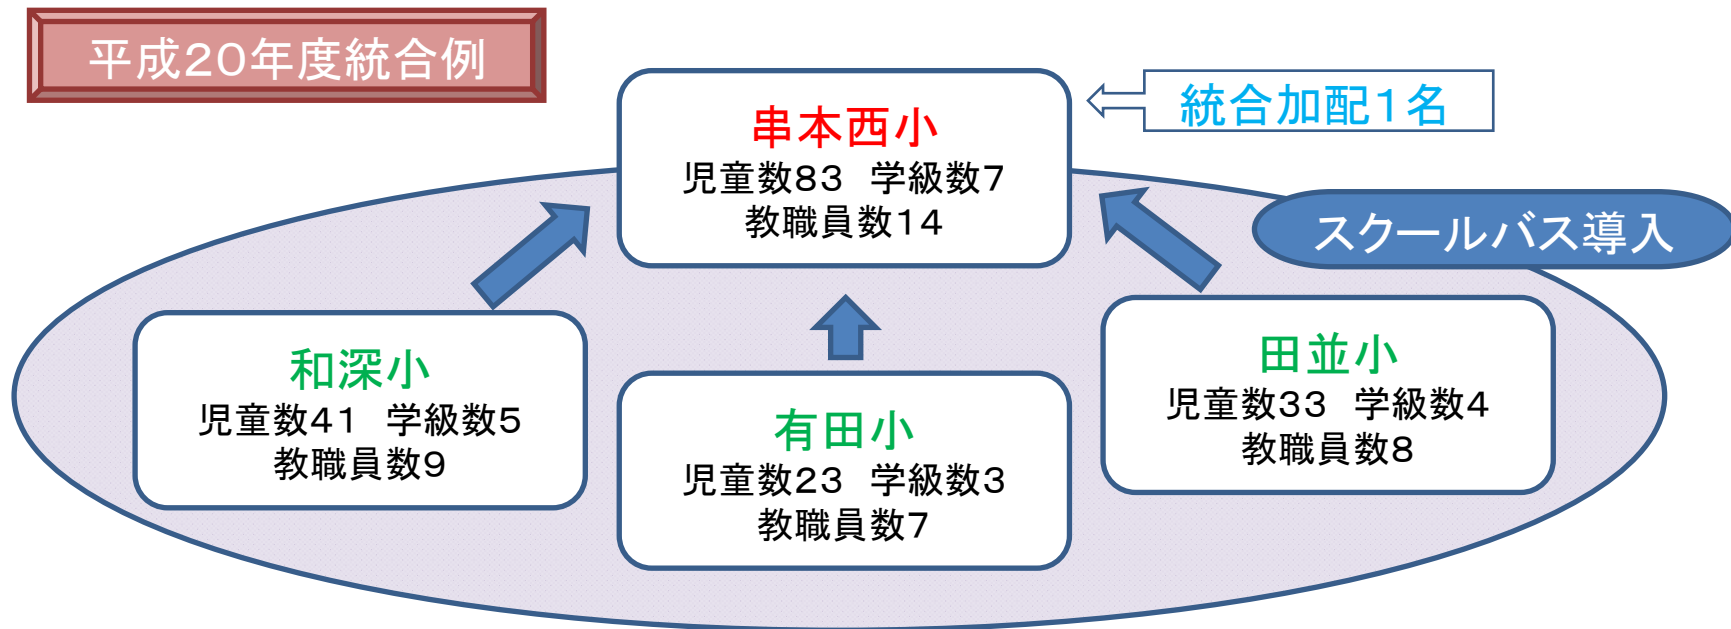 平成20年度統合例
串本西小
児童数83　学級数7
教職員数14
統合加配1名
スクールバス導入
和深小
児童数41　学級数5
教職員数9
有田小
児童数23　学級数3
教職員数7
田並小
児童数33　学級数4
教職員数8